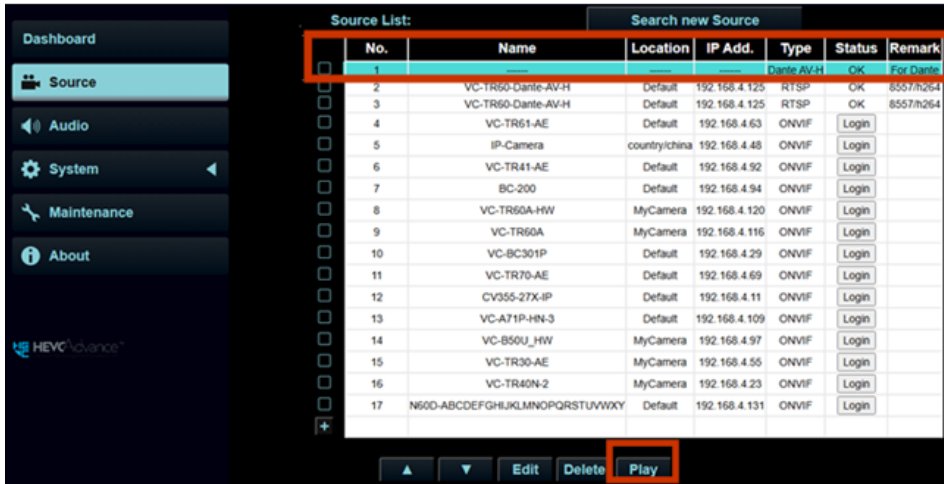 Source List: Search new Source
Dashboard
Source
Audio
System
Maintenance
About
HEVC Advance
No. Name Location IP Add. Type Status Remark
1 ------ ------ ------ Dante AV-H OK For Dante
2 VC-TR60-Dante-AV-H Default 192.168.4.125 RTSP OK 8557/h264
3 VC-TR60-Dante-AV-H Default 192.168.4.125 RTSP OK 8557/h264
4 VC-TR61-AE Default 192.168.4.63 ONVIF Login
5 IP-Camera country/china 192.168.4.48 ONVIF Login
6 VC-TR41-AE Default 192.168.4.92 ONVIF Login
7 BC-200 Default 192.168.4.94 ONVIF Login
8 VC-TR60A-HW MyCamera 192.168.4.120 ONVIF Login
9 VC-TR60A MyCamera 192.168.4.116 ONVIF Login
10 VC-BC301P Default 192.168.4.29 ONVIF Login
11 VC-TR70-AE Default 192.168.4.69 ONVIF Login
12 CV355-27X-IP Default 192.168.4.11 ONVIF Login
13 VC-A71P-HN-3 Default 192.168.4.109 ONVIF Login
14 VC-B50U_HW MyCamera 192.168.4.97 ONVIF Login
15 VC-TR30-AE MyCamera 192.168.4.55 ONVIF Login
16 VC-TR40N-2 MyCamera 192.168.4.23 ONVIF Login
17 N60D-ABCDEFGHIJKLMNOPQRSTUVWXY Default 192.168.4.131 ONVIF Login
+
▲ ▼ Edit Delete Play